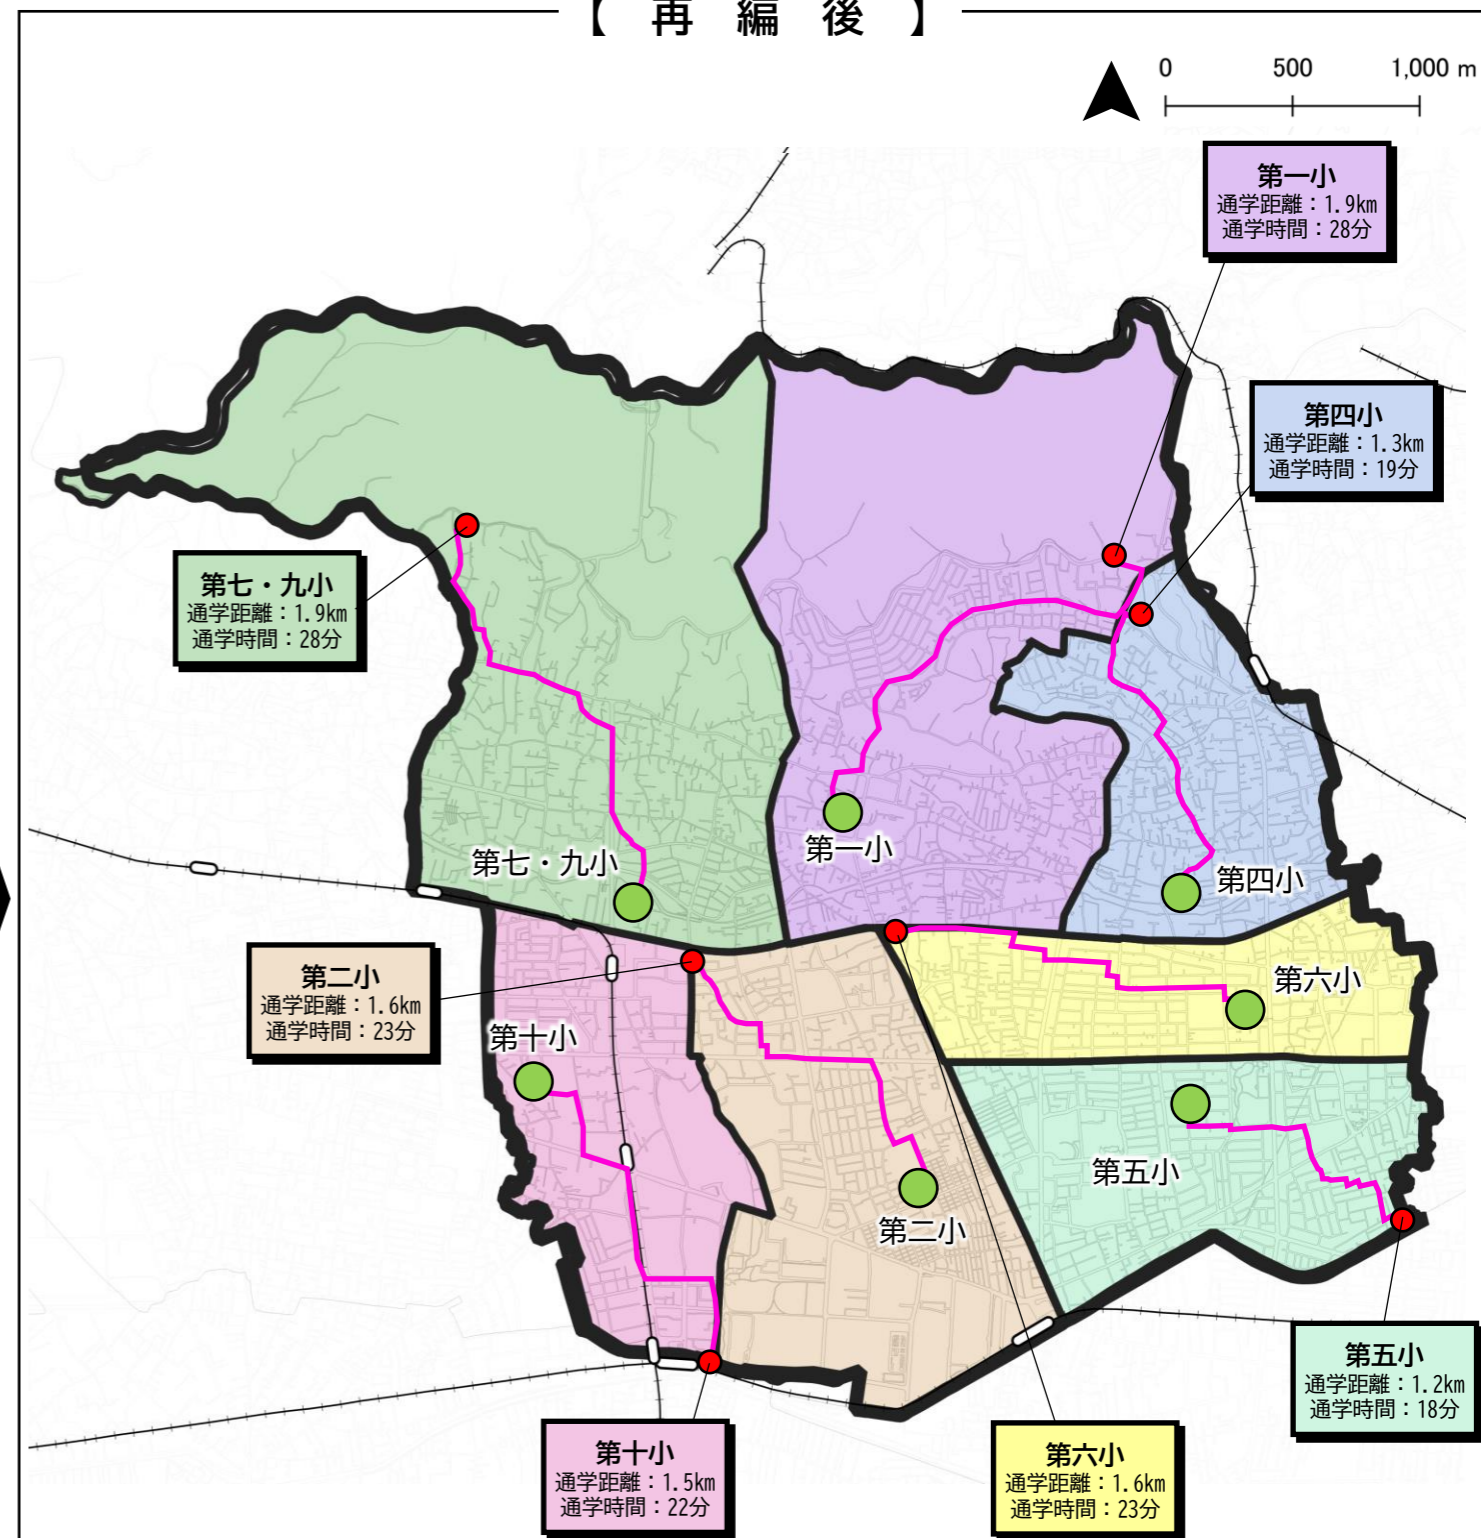 【 再 編 後 】
0 500 1,000 m
第一小
通学距離：1.9km
通学時間：28分
第四小
通学距離：1.3km
通学時間：19分
第七・九小
通学距離：1.9km
通学時間：28分
第一小
第七・九小
第四小
第二小
通学距離：1.6km
通学時間：23分
第六小
第十小
第五小
第二小
第五小
通学距離：1.2km
通学時間：18分
第十小
通学距離：1.5km
通学時間：22分
第六小
通学距離：1.6km
通学時間：23分